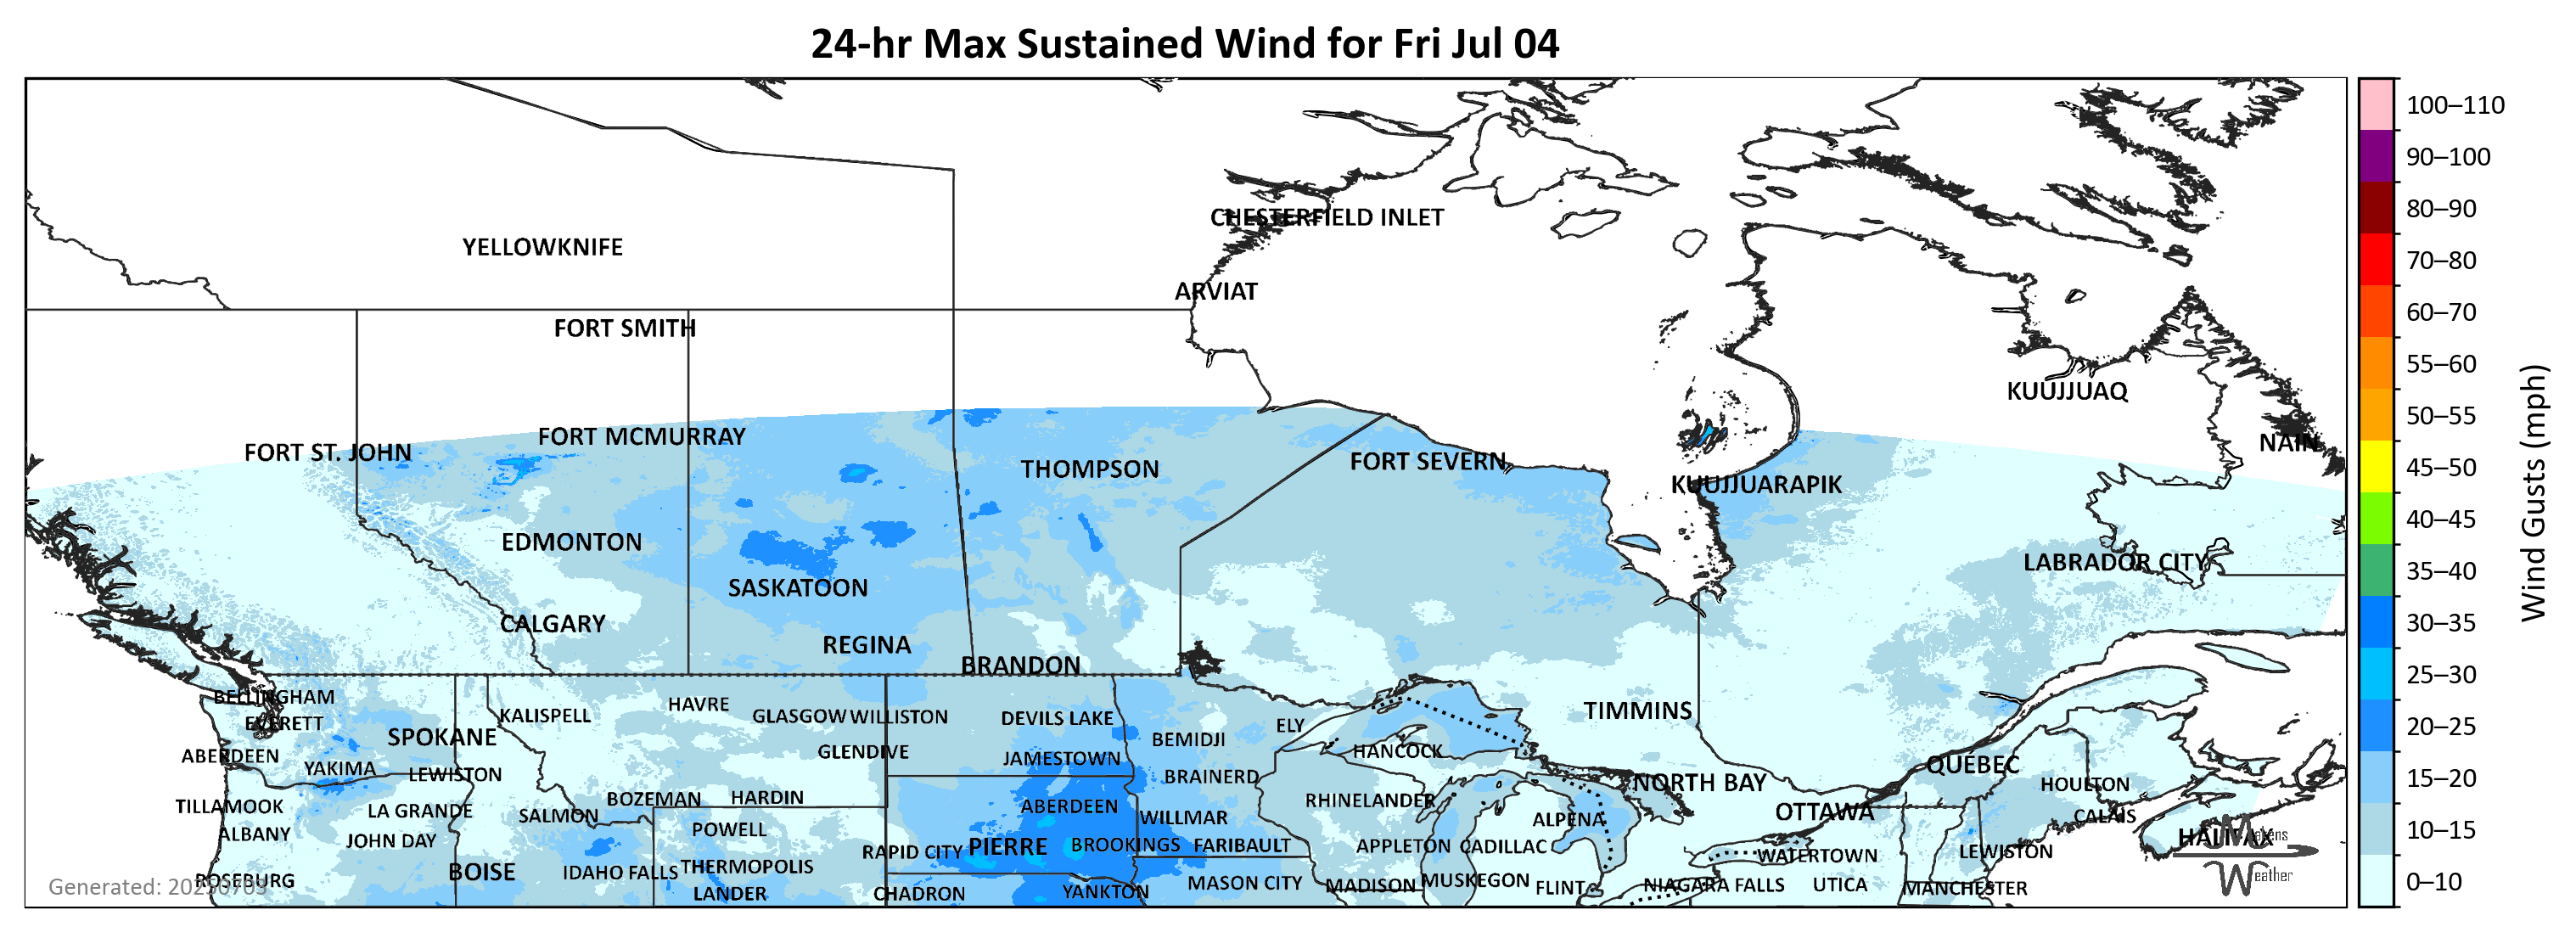 24-hr Max Sustained Wind for Fri Jul 04
100–110
90–100
80–90
70–80
60–70
55–60
50–55
45–50
40–45
35–40
30–35
25–30
20–25
15–20
10–15
0–10
Wind Gusts (mph)
CHESTERFIELD INLET
YELLOWKNIFE
ARVIAT
FORT SMITH
KUUJJUAQ
FORT MCMURRAY
NAIN
FORT ST. JOHN
FORT SEVERN
THOMPSON
KUUJJUARAPIK
EDMONTON
LABRADOR CITY
SASKATOON
CALGARY
REGINA
BRANDON
BELLINGHAM
HAVRE
TIMMINS
KALISPELL
GLASGOW
WILLISTON
DEVILS LAKE
EVERETT
ELY
SPOKANE
BEMIDJI
HANCOCK
GLENDIVE
ABERDEEN
JAMESTOWN
QUÉBEC
YAKIMA
LEWISTON
BRAINERD
NORTH BAY
HOULTON
BOZEMAN
HARDIN
RHINELANDER
TILLAMOOK
LA GRANDE
ABERDEEN
SALMON
WILLMAR
OTTAWA
CALAIS
ALPENA
ALBANY
POWELL
HALIFAX
JOHN DAY
PIERRE
BROOKINGS
FARIBAULT
APPLETON
CADILLAC
RAPID CITY
WATERTOWN
LEWISTON
BOISE
IDAHO FALLS
THERMOPOLIS
ROSEBURG
MASON CITY
MADISON
MUSKEGON
FLINT
NIAGARA FALLS
UTICA
MANCHESTER
LANDER
CHADRON
YANKTON
Generated: 20250703
Weather